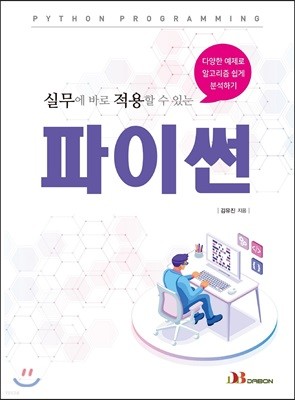 PYTHON PROGRAMMING
다양한 예제로
알고리즘 쉽게
분석하기
실무에 바로 적용할 수 있는
파이썬
| 김유진 지음 |
DB DABON